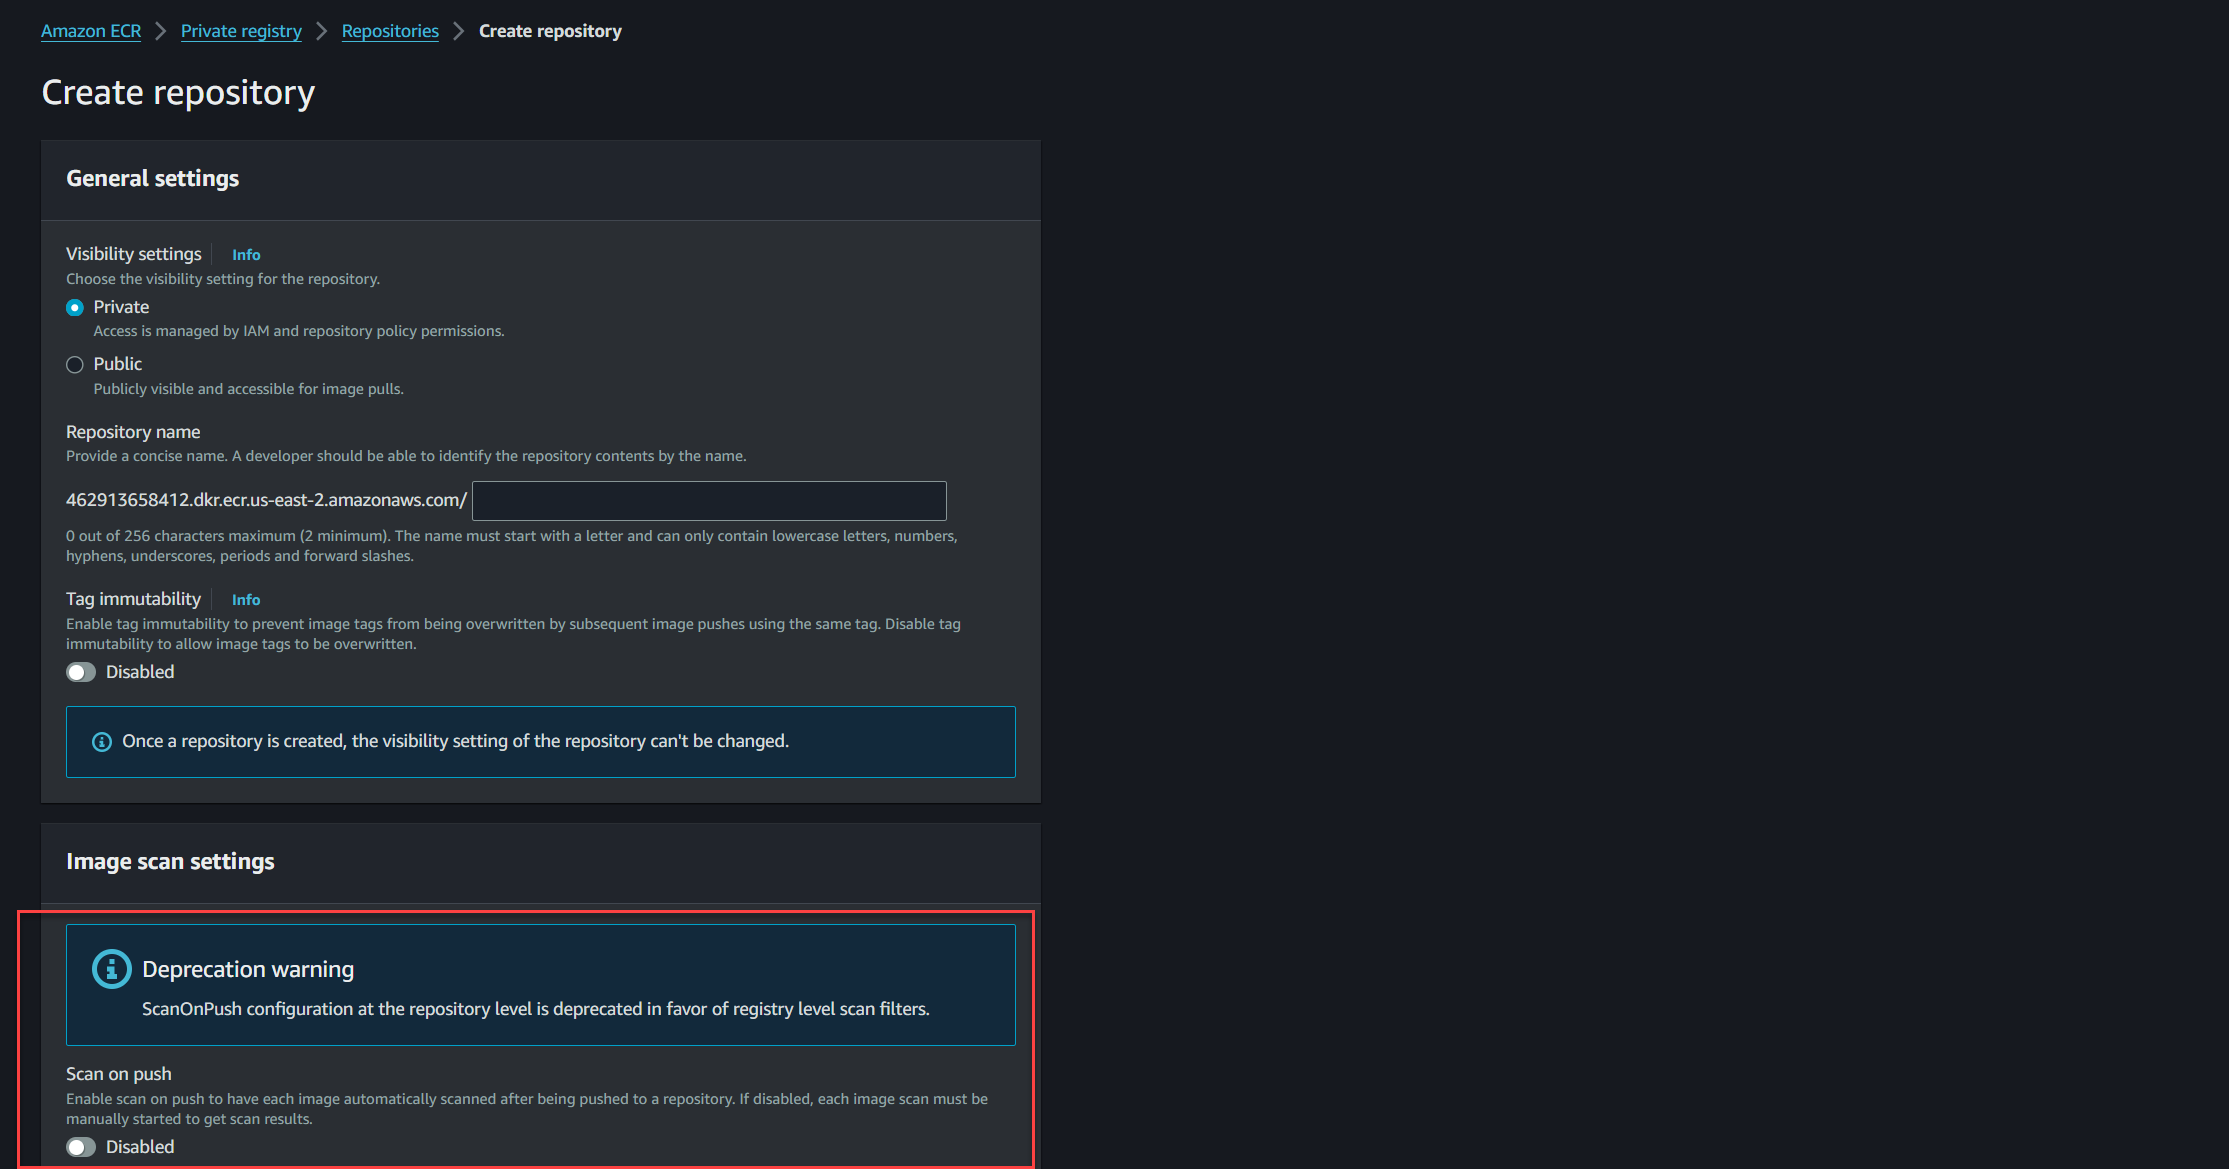 Amazon ECR > Private registry > Repositories > Create repository
Create repository
General settings
Visibility settings Info
Choose the visibility setting for the repository.
Private
Access is managed by IAM and repository policy permissions.
Public
Publicly visible and accessible for image pulls.
Repository name
Provide a concise name. A developer should be able to identify the repository contents by the name.
462913658412.dkr.ecr.us-east-2.amazonaws.com/
0 out of 256 characters maximum (2 minimum). The name must start with a letter and can only contain lowercase letters, numbers,
hyphens, underscores, periods and forward slashes.
Tag immutability Info
Enable tag immutability to prevent image tags from being overwritten by subsequent image pushes using the same tag. Disable tag
immutability to allow image tags to be overwritten.
Disabled
Once a repository is created, the visibility setting of the repository can't be changed.
Image scan settings
Deprecation warning
ScanOnPush configuration at the repository level is deprecated in favor of registry level scan filters.
Scan on push
Enable scan on push to have each image automatically scanned after being pushed to a repository. If disabled, each image scan must be
manually started to get scan results.
Disabled